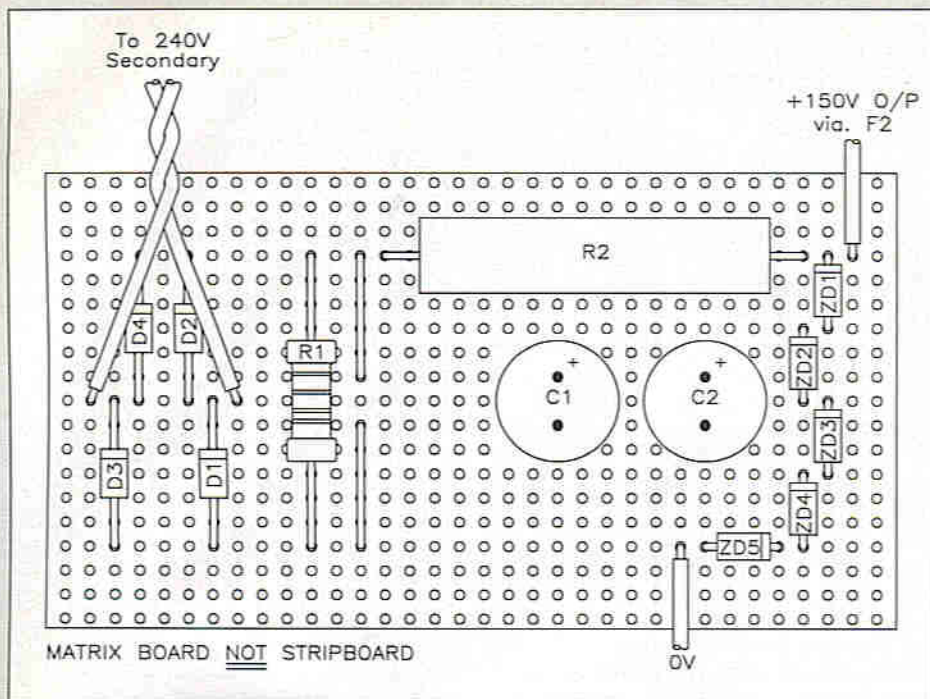 To 240V
Secondary
+150V O/P
via. F2
R2
ZD1
D4
D2
R1
ZD2
+
C1
+
C2
ZD3
D3
D1
ZD4
ZD5
MATRIX BOARD NOT STRIPBOARD
0V